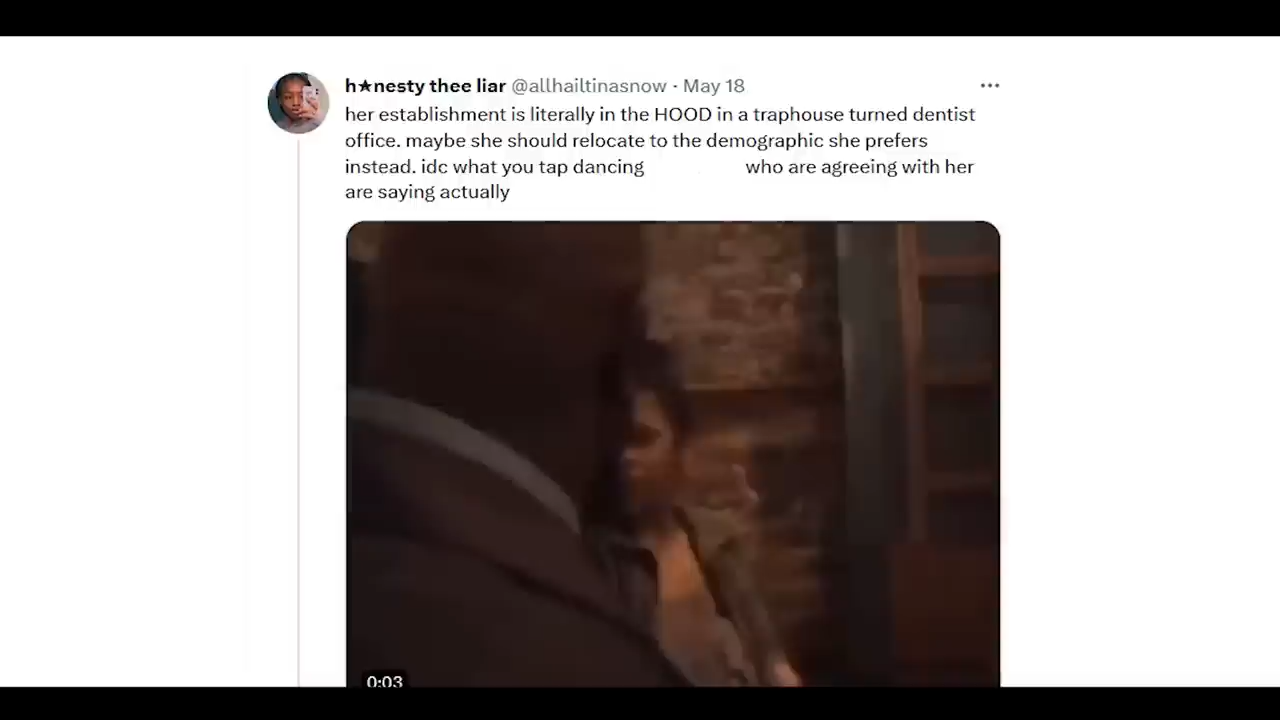 h★nesty thee liar @allhailtinasnow · May 18
her establishment is literally in the HOOD in a traphouse turned dentist
office. maybe she should relocate to the demographic she prefers
instead. idc what you tap dancing who are agreeing with her
are saying actually
0:03